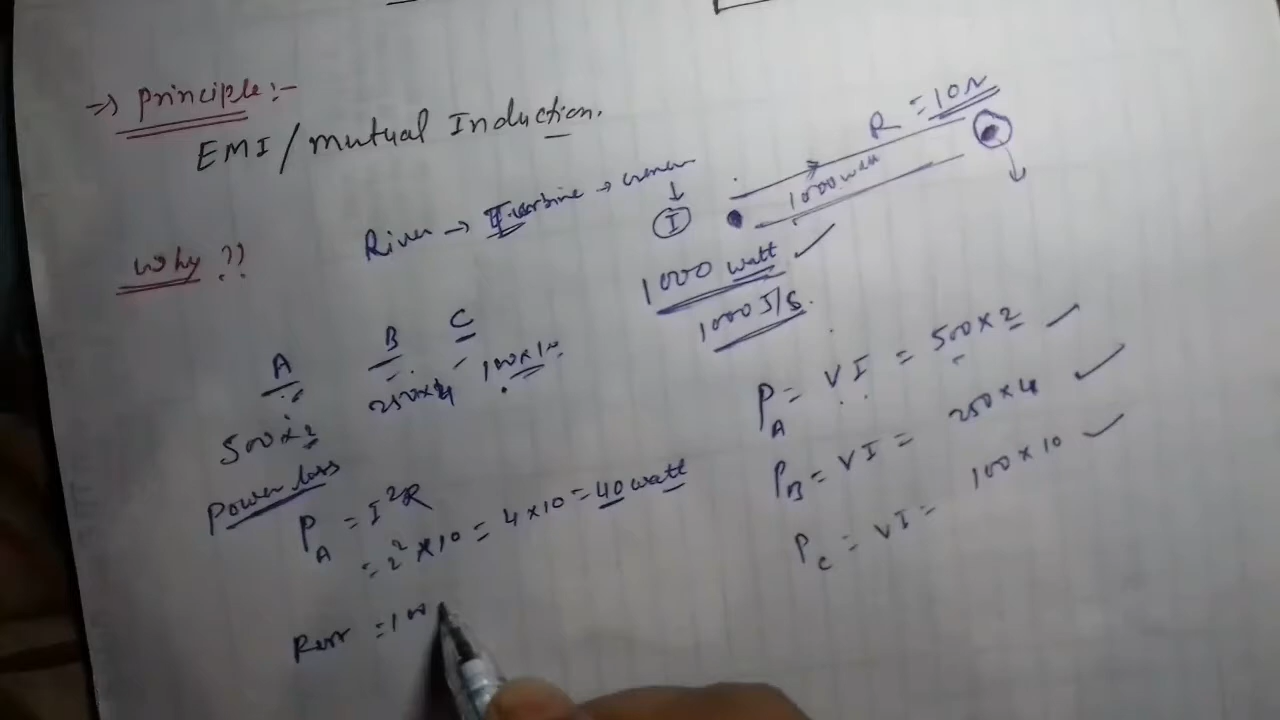 => Principle:-
EMI / mutual Induction.
R = 10Ω
River → Turbine →
I
1000 watt
Why ??
1000 watt
1000 J/s.
A B C
500×2 250×4 100×10
P_A = VI = 500×2
P_B = VI = 250×4
P_C = VI = 100×10
Power loss
P_A = I²R
= 2² × 10 = 4×10 = 40 watt
= 100